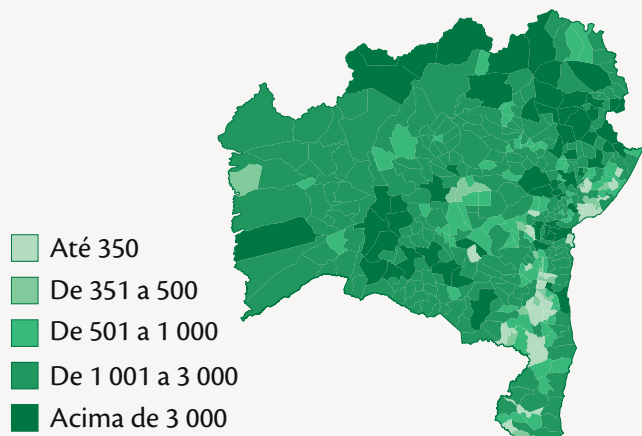 Até 350
De 351 a 500
De 501 a 1 000
De 1 001 a 3 000
Acima de 3 000